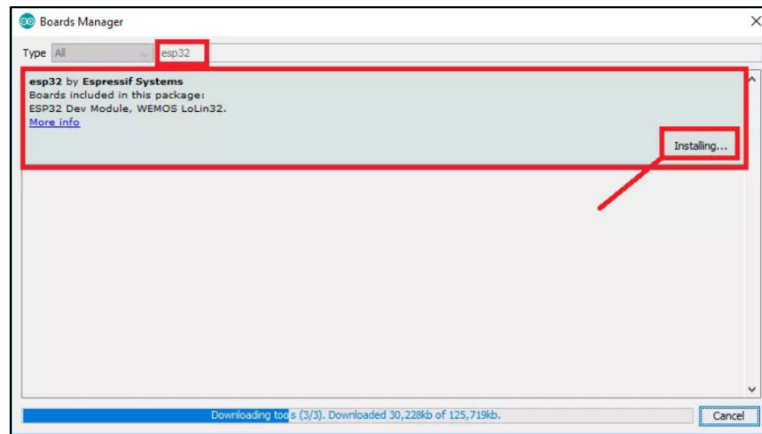 Boards Manager
Type All esp32
esp32 by Espressif Systems
Boards included in this package:
ESP32 Dev Module, WEMOS LoLin32.
More info
Installing...
Downloading tools (3/3). Downloaded 30,228kb of 125,719kb.
Cancel